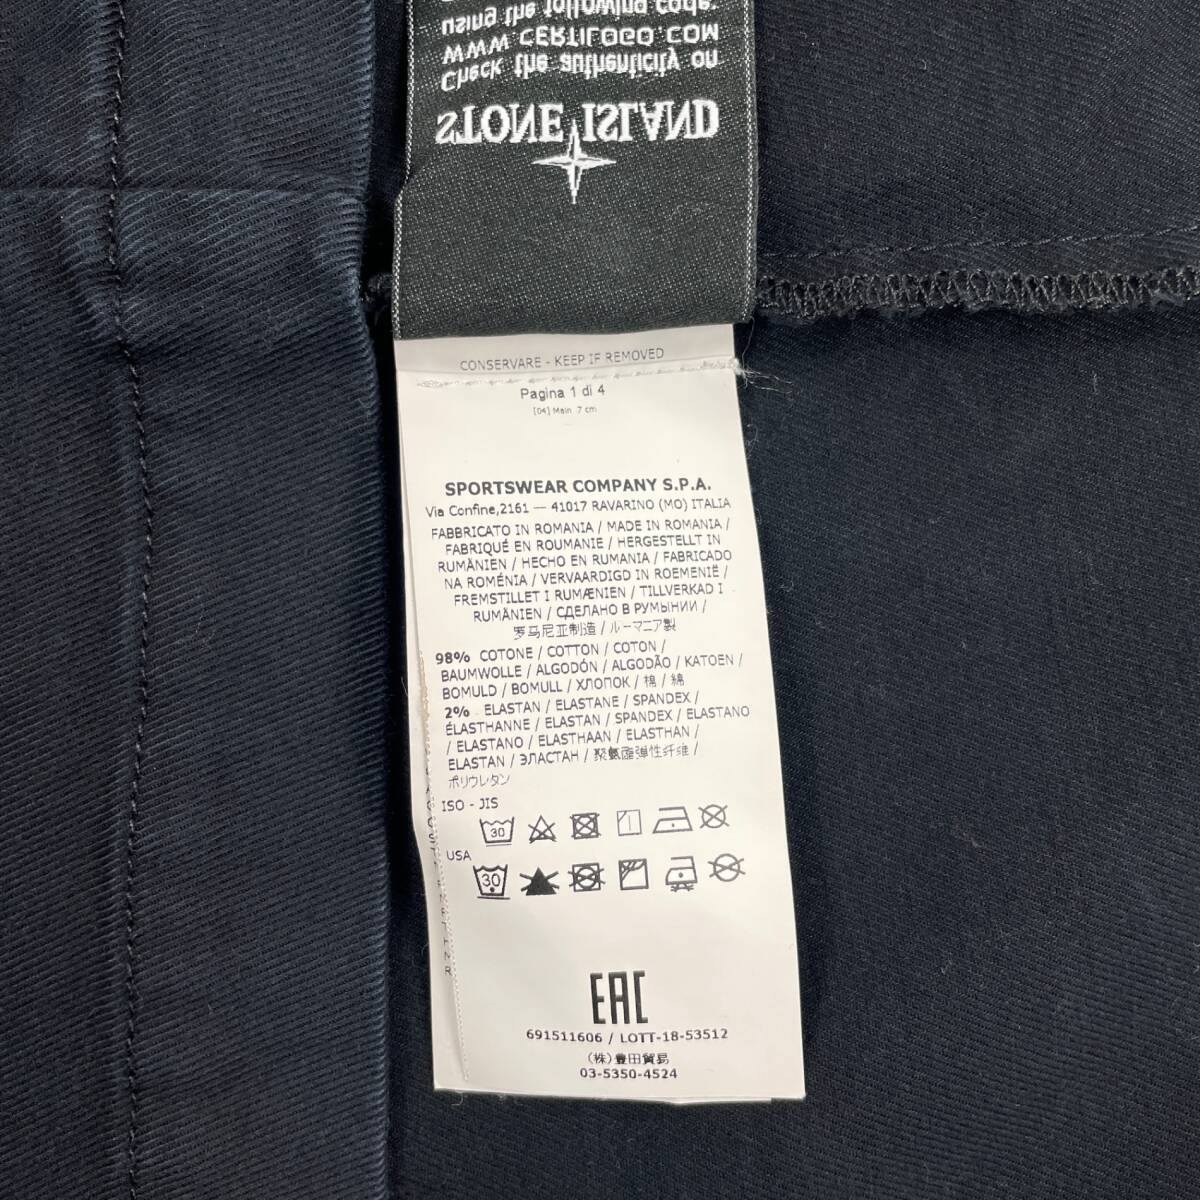 using the following code:
WWW CERTILOGO COM
Check the authenticity on
STONE ISLAND
CONSERVARE - KEEP IF REMOVED
Pagina 1 di 4
[04] Main 7 cm
SPORTSWEAR COMPANY S.P.A.
Via Confine,2161 — 41017 RAVARINO (MO) ITALIA
FABBRICATO IN ROMANIA / MADE IN ROMANIA /
FABRIQUÉ EN ROUMANIE / HERGESTELLT IN
RUMÄNIEN / HECHO EN RUMANIA / FABRICADO
NA ROMÉNIA / VERVAARDIGD IN ROEMENIË /
FREMSTILLET I RUMÆNIEN / TILLVERKAD I
RUMÄNIEN / СДЕЛАНО В РУМЫНИИ /
罗马尼亚制造 / ルーマニア製
98% COTONE / COTTON / COTON /
BAUMWOLLE / ALGODÓN / ALGODÃO / KATOEN /
BOMULD / BOMULL / ХЛОПОК / 棉 / 綿
2% ELASTAN / ELASTANE / SPANDEX /
ÉLASTHANNE / ELASTAN / SPANDEX / ELASTANO
/ ELASTANO / ELASTHAAN / ELASTHAN /
ELASTAN / ЭЛАСТАН / 聚氨酯弹性纤维 /
ポリウレタン
ISO - JIS
30
USA
30
EAC
691511606 / LOTT-18-53512
(株)豊田貿易
03-5350-4524